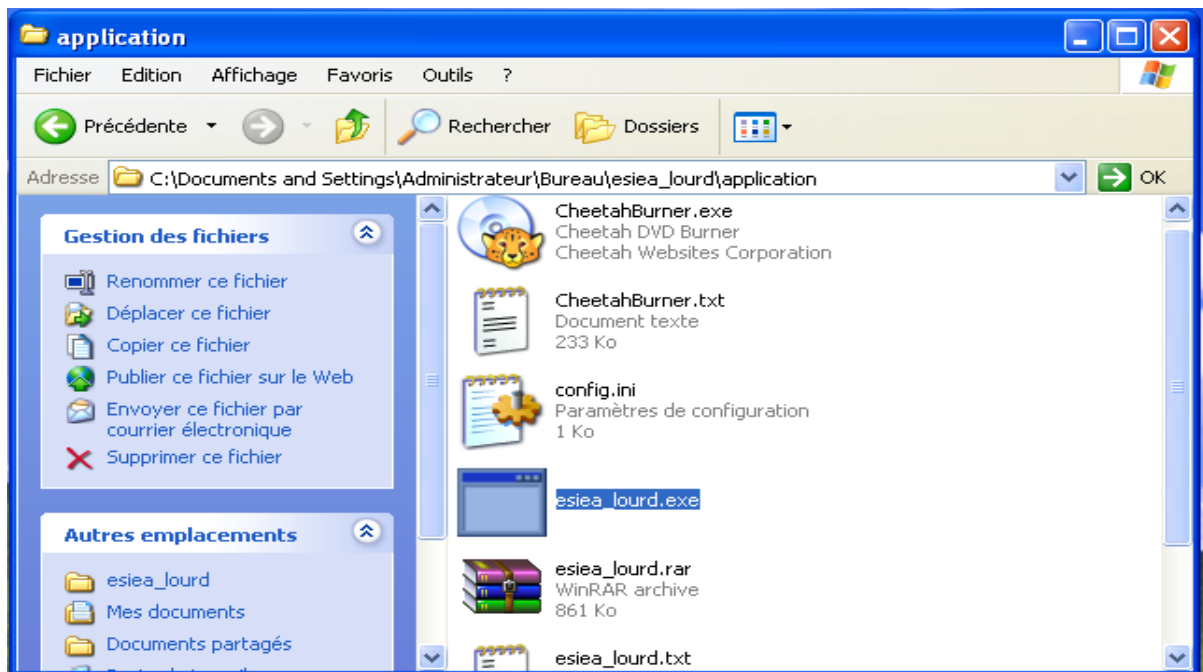 application
Fichier Edition Affichage Favoris Outils ?
Précédente Rechercher Dossiers
Adresse C:\Documents and Settings\Administrateur\Bureau\esiea_lourd\application OK
Gestion des fichiers
Renommer ce fichier
Déplacer ce fichier
Copier ce fichier
Publier ce fichier sur le Web
Envoyer ce fichier par
courrier électronique
Supprimer ce fichier
Autres emplacements
esiea_lourd
Mes documents
Documents partagés
CheetahBurner.exe
Cheetah DVD Burner
Cheetah Websites Corporation
CheetahBurner.txt
Document texte
233 Ko
config.ini
Paramètres de configuration
1 Ko
esiea_lourd.exe
esiea_lourd.rar
WinRAR archive
861 Ko
esiea_lourd.txt